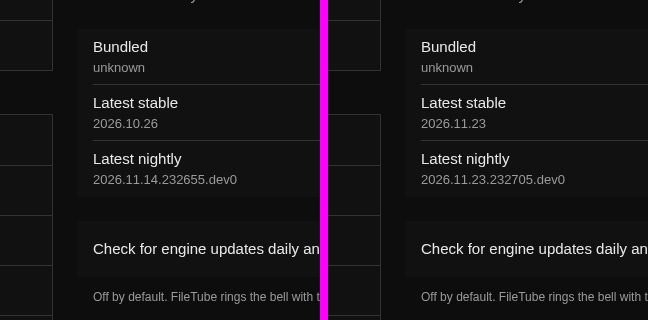 Bundled
unknown
Latest stable
2026.10.26
Latest nightly
2026.11.14.232655.dev0
Check for engine updates daily an
Off by default. FileTube rings the bell with t
Bundled
unknown
Latest stable
2026.11.23
Latest nightly
2026.11.23.232705.dev0
Check for engine updates daily an
Off by default. FileTube rings the bell with t